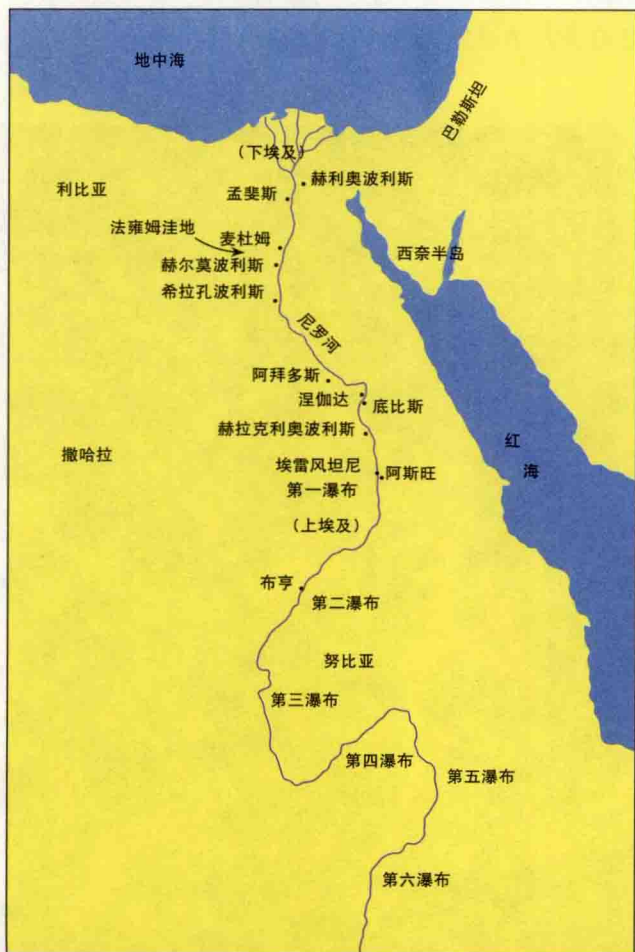 地中海
巴勒斯坦
(下埃及)
赫利奥波利斯
利比亚
孟斐斯
法雍姆洼地
麦杜姆
西奈半岛
赫尔莫波利斯
希拉孔波利斯
尼罗河
阿拜多斯
涅伽达
底比斯
赫拉克利奥波利斯
红海
撒哈拉
埃雷风坦尼
阿斯旺
第一瀑布
(上埃及)
布亨
第二瀑布
努比亚
第三瀑布
第四瀑布
第五瀑布
第六瀑布